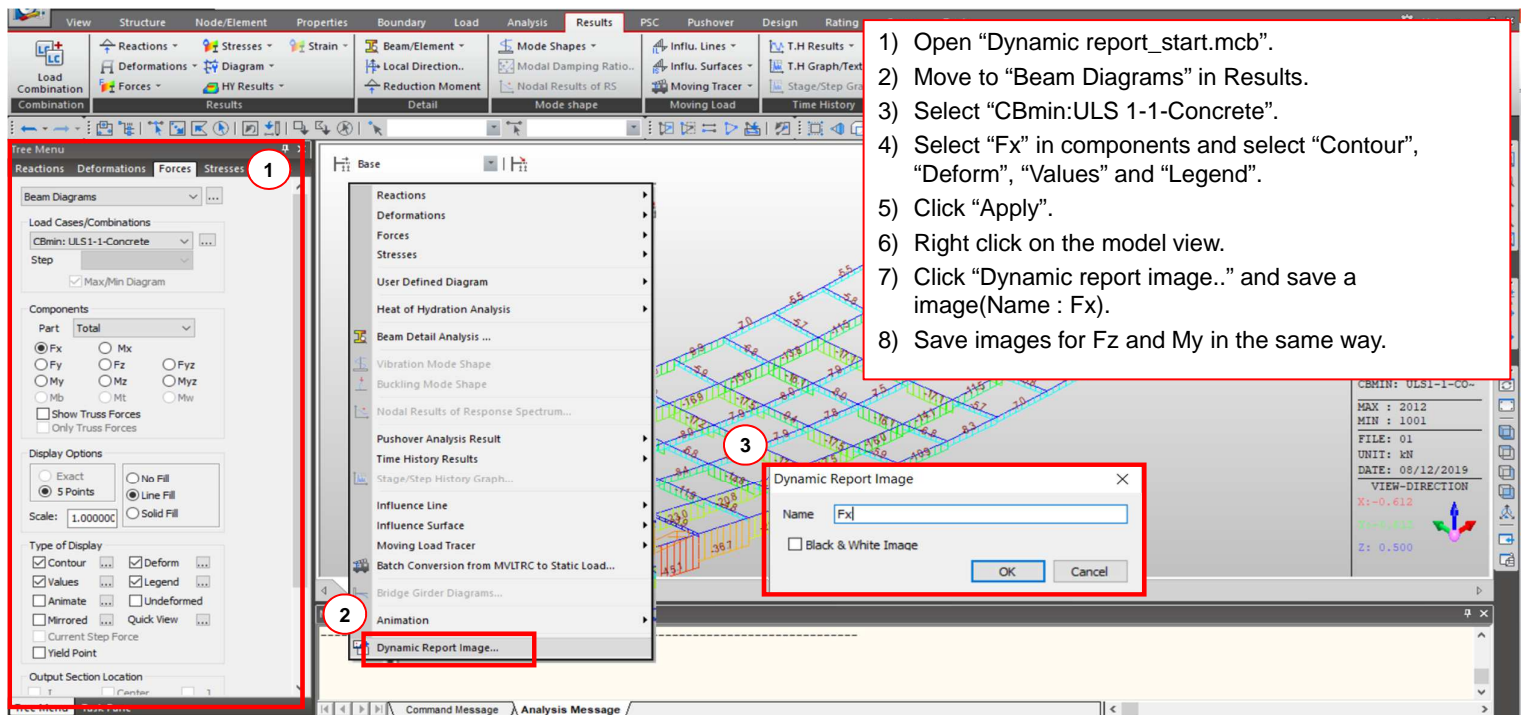 View Structure Node/Element Properties Boundary Load Analysis Results PSC Pushover Design Rating
Load Combination
Reactions Stresses Strain
Deformations Diagram
Forces HY Results
Beam/Element
Local Direction..
Reduction Moment
Mode Shapes
Modal Damping Ratio..
Nodal Results of RS
Influ. Lines
Influ. Surfaces
Moving Tracer
T.H Results
T.H Graph/Text
Stage/Step Gra
Combination Results Detail Mode shape Moving Load Time History
1) Open “Dynamic report_start.mcb”.
2) Move to “Beam Diagrams” in Results.
3) Select “CBmin:ULS 1-1-Concrete”.
4) Select “Fx” in components and select “Contour”,
“Deform”, “Values” and “Legend”.
5) Click “Apply”.
6) Right click on the model view.
7) Click “Dynamic report image..” and save a
image(Name : Fx).
8) Save images for Fz and My in the same way.
Tree Menu
Reactions Deformations Forces Stresses
1
Beam Diagrams ...
Load Cases/Combinations
CBmin: ULS1-1-Concrete ...
Step
Max/Min Diagram
Components
Part Total
Fx Mx
Fy Fz Fyz
My Mz Myz
Mb Mt Mw
Show Truss Forces
Only Truss Forces
Display Options
Exact
5 Points
No Fill
Line Fill
Solid Fill
Scale: 1.00000C
Type of Display
Contour ... Deform ...
Values ... Legend ...
Animate ... Undeformed
Mirrored ... Quick View ...
Current Step Force
Yield Point
Output Section Location
I Center J
Tree Menu Task Pane
Base
Reactions
Deformations
Forces
Stresses
User Defined Diagram
Heat of Hydration Analysis
Beam Detail Analysis ...
Vibration Mode Shape
Buckling Mode Shape
Nodal Results of Response Spectrum...
Pushover Analysis Result
Time History Results
Stage/Step History Graph...
Influence Line
Influence Surface
Moving Load Tracer
Batch Conversion from MVLTRC to Static Load...
Bridge Girder Diagrams...
Animation
2
Dynamic Report Image...
3
Dynamic Report Image
Name Fx
Black & White Image
OK Cancel
CBMIN: ULS1-1-CO~
MAX : 2012
MIN : 1001
FILE: 01
UNIT: kN
DATE: 08/12/2019
VIEW-DIRECTION
X:-0.612
Z: 0.500
Command Message Analysis Message